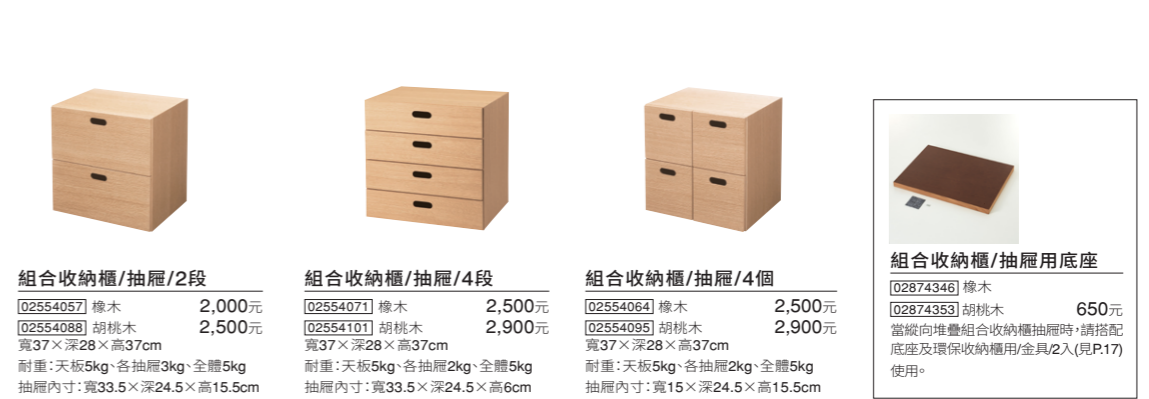 組合收納櫃/抽屜/2段
02554057 橡木 2,000元
02554088 胡桃木 2,500元
寬37×深28×高37cm
耐重:天板5kg、各抽屜3kg、全體5kg
抽屜內寸:寬33.5×深24.5×高15.5cm
組合收納櫃/抽屜/4段
02554071 橡木 2,500元
02554101 胡桃木 2,900元
寬37×深28×高37cm
耐重:天板5kg、各抽屜2kg、全體5kg
抽屜內寸:寬33.5×深24.5×高6cm
組合收納櫃/抽屜/4個
02554064 橡木 2,500元
02554095 胡桃木 2,900元
寬37×深28×高37cm
耐重:天板5kg、各抽屜2kg、全體5kg
抽屜內寸:寬15×深24.5×高15.5cm
組合收納櫃/抽屜用底座
02874346 橡木
02874353 胡桃木 650元
當縱向堆疊組合收納櫃抽屜時,請搭配
底座及環保收納櫃用/金具/2入(見P.17)
使用。